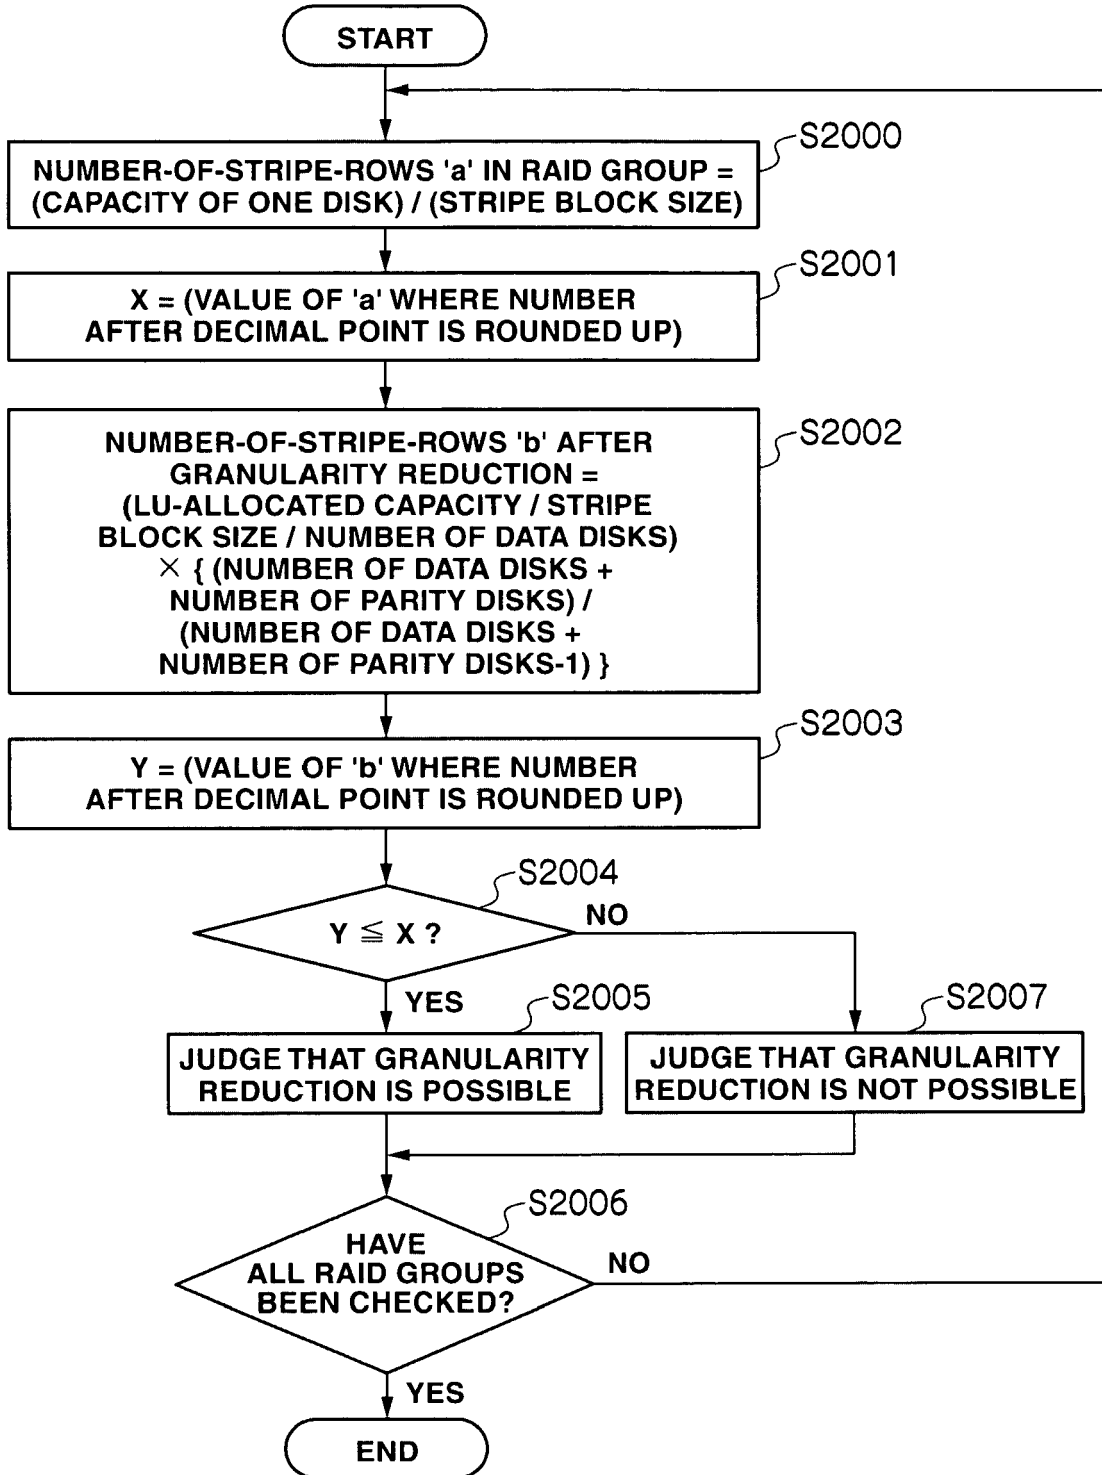 START
S2000
NUMBER-OF-STRIPE-ROWS 'a' IN RAID GROUP =
(CAPACITY OF ONE DISK) / (STRIPE BLOCK SIZE)
S2001
X = (VALUE OF 'a' WHERE NUMBER
AFTER DECIMAL POINT IS ROUNDED UP)
S2002
NUMBER-OF-STRIPE-ROWS 'b' AFTER
GRANULARITY REDUCTION =
(LU-ALLOCATED CAPACITY / STRIPE
BLOCK SIZE / NUMBER OF DATA DISKS)
× { (NUMBER OF DATA DISKS +
NUMBER OF PARITY DISKS) /
(NUMBER OF DATA DISKS +
NUMBER OF PARITY DISKS-1) }
S2003
Y = (VALUE OF 'b' WHERE NUMBER
AFTER DECIMAL POINT IS ROUNDED UP)
S2004
Y ≦ X ?
NO
YES
S2005
JUDGE THAT GRANULARITY
REDUCTION IS POSSIBLE
S2007
JUDGE THAT GRANULARITY
REDUCTION IS NOT POSSIBLE
S2006
HAVE
ALL RAID GROUPS
BEEN CHECKED?
NO
YES
END